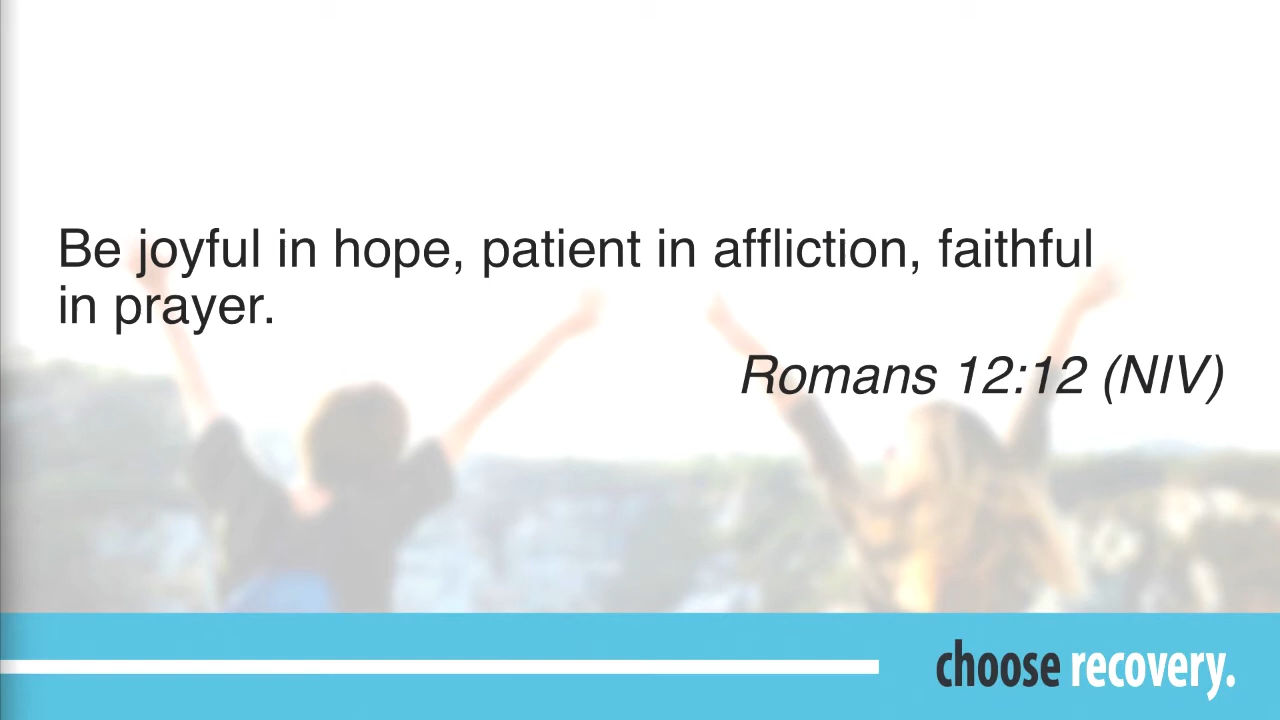 Be joyful in hope, patient in affliction, faithful
in prayer.
Romans 12:12 (NIV)
choose recovery.